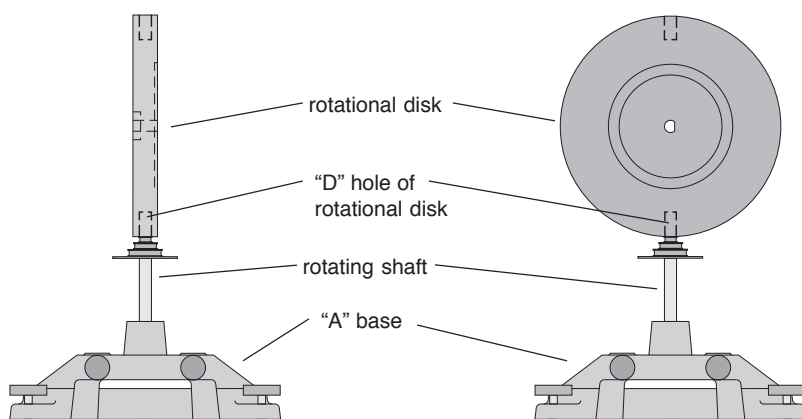 rotational disk
“D” hole of
rotational disk
rotating shaft
“A” base